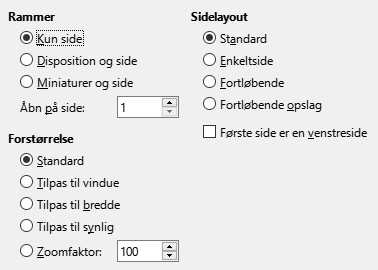 Rammer
Kun side
Disposition og side
Miniaturer og side
Åbn på side: 1
Forstørrelse
Standard
Tilpas til vindue
Tilpas til bredde
Tilpas til synlig
Zoomfaktor: 100
Sidelayout
Standard
Enkeltside
Fortløbende
Fortløbende opslag
Første side er en venstreside